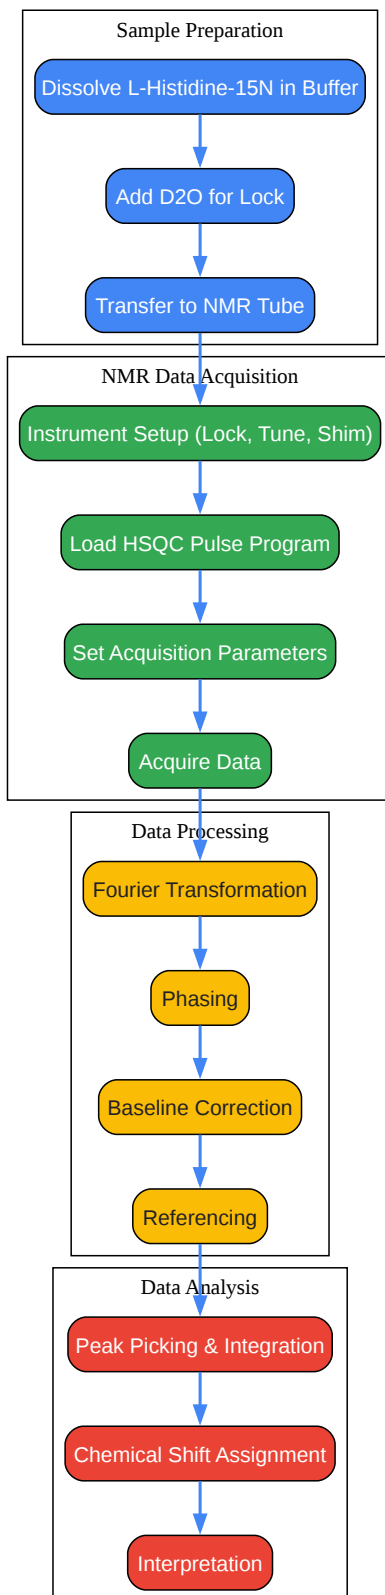 Sample Preparation
Dissolve L-Histidine-15N in Buffer
Add D2O for Lock
Transfer to NMR Tube
NMR Data Acquisition
Instrument Setup (Lock, Tune, Shim)
Load HSQC Pulse Program
Set Acquisition Parameters
Acquire Data
Data Processing
Fourier Transformation
Phasing
Baseline Correction
Referencing
Data Analysis
Peak Picking & Integration
Chemical Shift Assignment
Interpretation